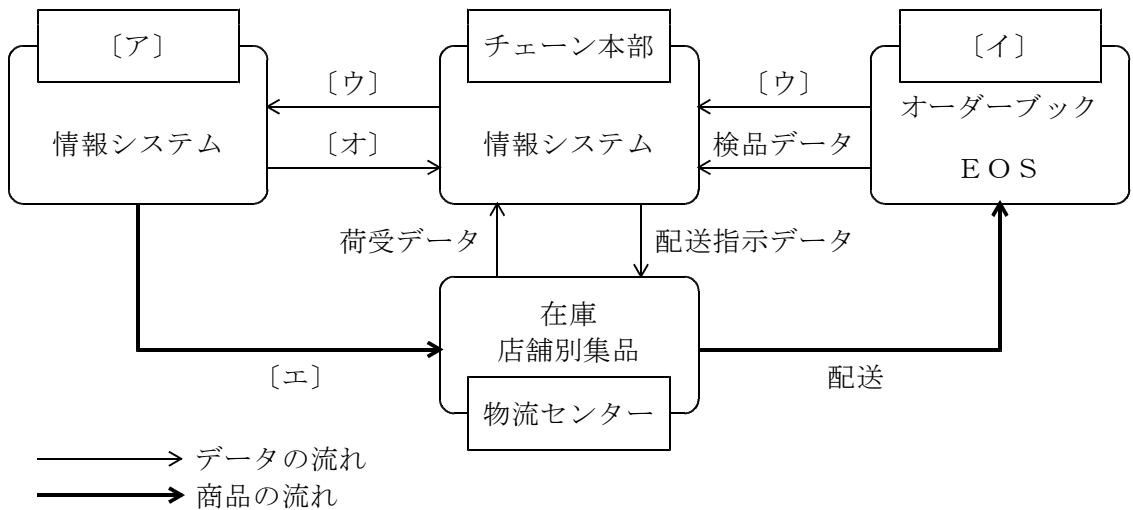 〔ア〕
チェーン本部
〔イ〕
〔ウ〕
〔ウ〕
オーダーブック
情報システム
〔オ〕
情報システム
検品データ
ＥＯＳ
荷受データ
配送指示データ
在庫
店舗別集品
〔エ〕
配送
物流センター
データの流れ
商品の流れ